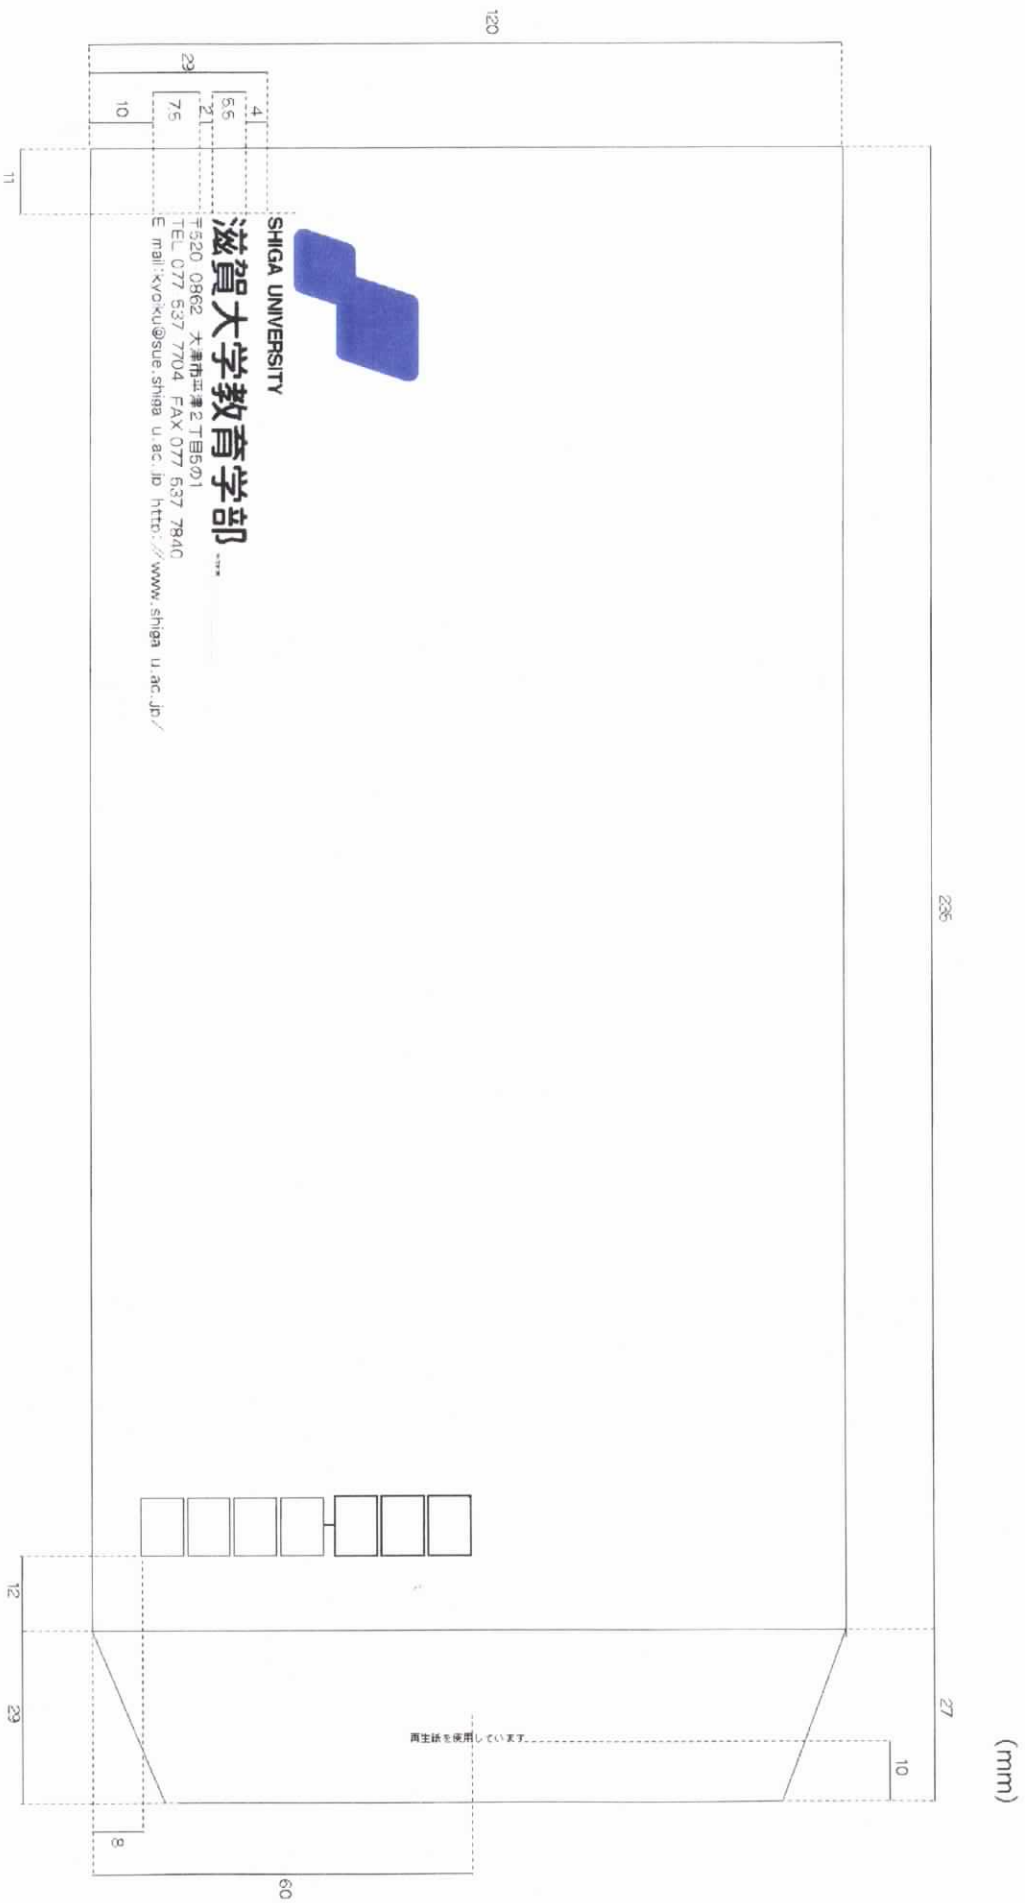 SHIGA UNIVERSITY
滋賀大学教育学部
〒520 0862 大津市平津2丁目5の1
TEL 077 537 7704 FAX 077 537 7840
E mail:kyoiku@sue.shiga u.ac.jp http://www.shiga u.ac.jp/
再生紙を使用しています
120
29
10
7.5
2
5.5
4
11
235
27
10
12
29
8
60
(mm)